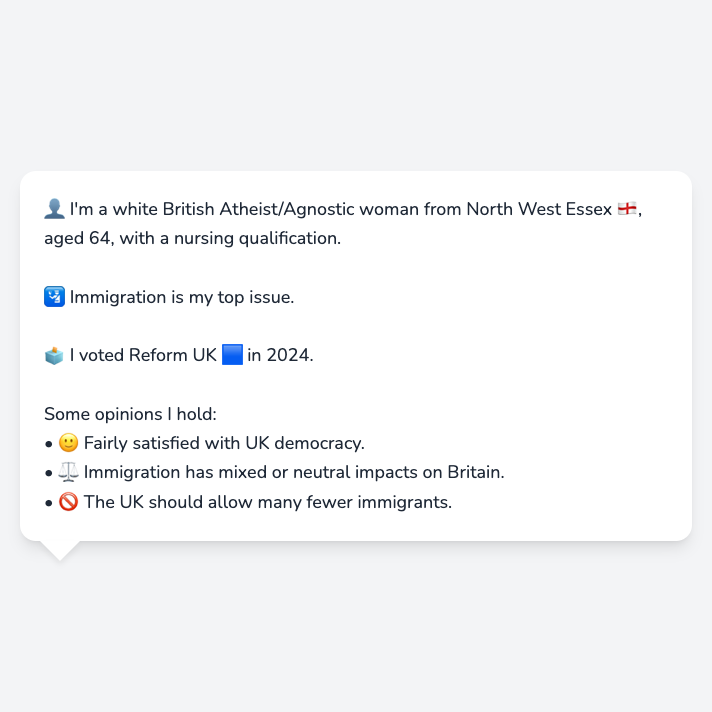 👤 I'm a white British Atheist/Agnostic woman from North West Essex 🏴󠁧󠁢󠁥󠁮󠁧󠁿,
aged 64, with a nursing qualification.
🛂 Immigration is my top issue.
🗳️ I voted Reform UK 🟦 in 2024.
Some opinions I hold:
• 🙂 Fairly satisfied with UK democracy.
• ⚖️ Immigration has mixed or neutral impacts on Britain.
• 🚫 The UK should allow many fewer immigrants.